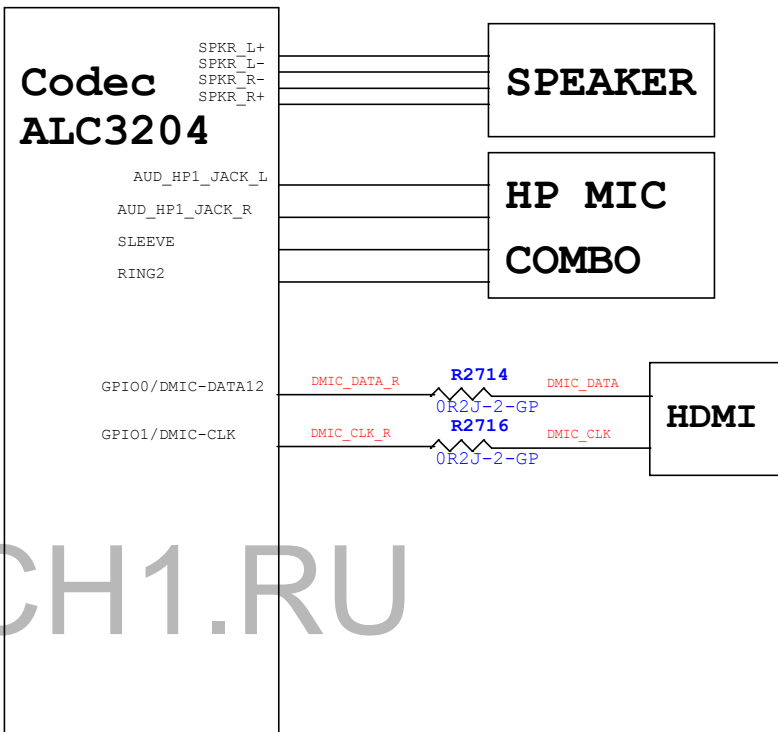 SPKR_L+
SPKR_L-
SPKR_R-
SPKR_R+
Codec
ALC3204
SPEAKER
AUD_HP1_JACK_L
AUD_HP1_JACK_R
SLEEVE
RING2
HP MIC
COMBO
GPIO0/DMIC-DATA12
DMIC_DATA_R
R2714
0R2J-2-GP
DMIC_DATA
GPIO1/DMIC-CLK
DMIC_CLK_R
R2716
0R2J-2-GP
DMIC_CLK
HDMI
CH1.RU